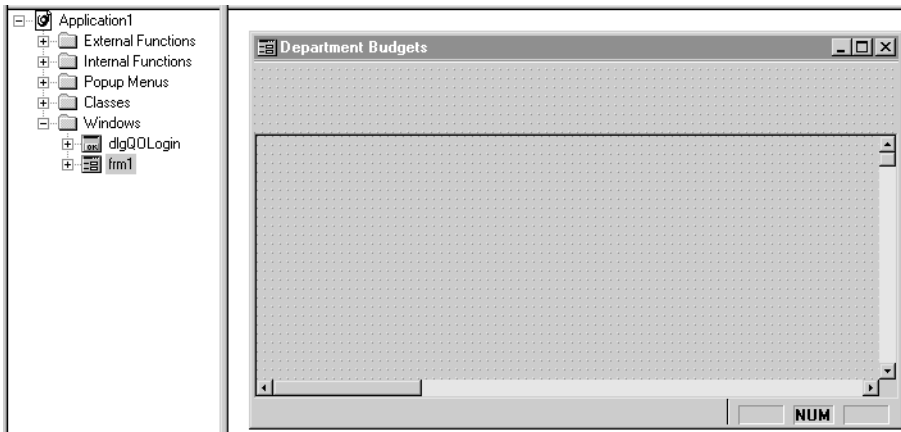 Application1
External Functions
Internal Functions
Popup Menus
Classes
Windows
dlgQOLogin
frm1
Department Budgets
NUM